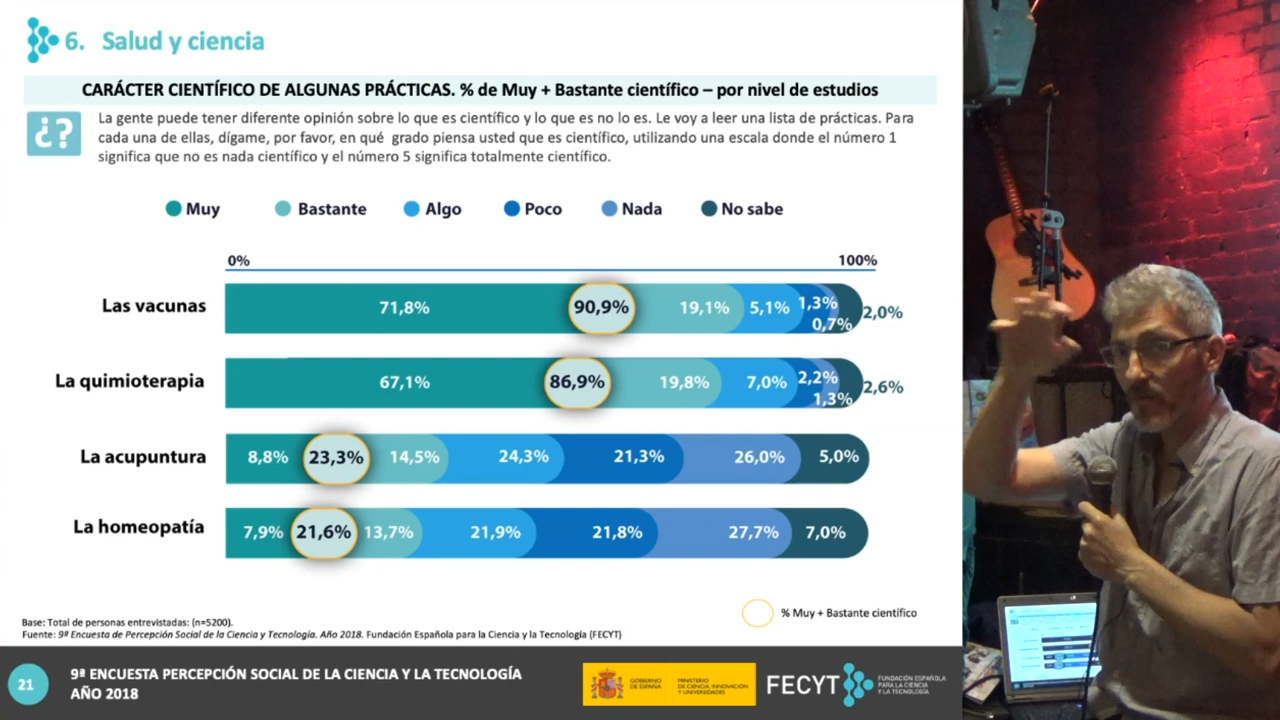 6. Salud y ciencia
CARÁCTER CIENTÍFICO DE ALGUNAS PRÁCTICAS. % de Muy + Bastante científico – por nivel de estudios
¿?
La gente puede tener diferente opinión sobre lo que es científico y lo que es no lo es. Le voy a leer una lista de prácticas. Para
cada una de ellas, dígame, por favor, en qué grado piensa usted que es científico, utilizando una escala donde el número 1
significa que no es nada científico y el número 5 significa totalmente científico.
Muy Bastante Algo Poco Nada No sabe
0% 100%
Las vacunas 71,8% 90,9% 19,1% 5,1% 1,3% 0,7% 2,0%
La quimioterapia 67,1% 86,9% 19,8% 7,0% 2,2% 1,3% 2,6%
La acupuntura 8,8% 23,3% 14,5% 24,3% 21,3% 26,0% 5,0%
La homeopatía 7,9% 21,6% 13,7% 21,9% 21,8% 27,7% 7,0%
% Muy + Bastante científico
Base: Total de personas entrevistadas: (n=5200).
Fuente: 9ª Encuesta de Percepción Social de la Ciencia y Tecnología. Año 2018. Fundación Española para la Ciencia y la Tecnología (FECYT)
21
9ª ENCUESTA PERCEPCIÓN SOCIAL DE LA CIENCIA Y LA TECNOLOGÍA
AÑO 2018
GOBIERNO
DE ESPAÑA
MINISTERIO
DE CIENCIA, INNOVACIÓN
Y UNIVERSIDADES
FECYT
FUNDACIÓN ESPAÑOLA
PARA LA CIENCIA
Y LA TECNOLOGÍA